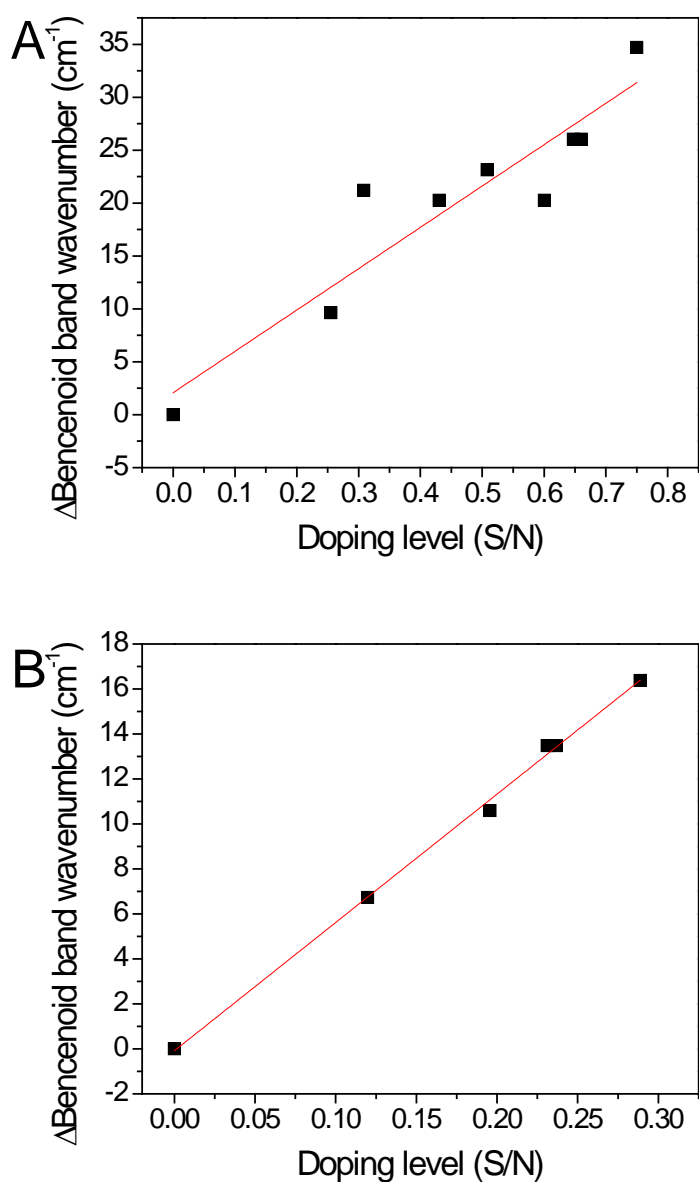 A
ΔBencenoid band wavenumber (cm⁻¹)
35
30
25
20
15
10
5
0
-5
0.0 0.1 0.2 0.3 0.4 0.5 0.6 0.7 0.8
Doping level (S/N)
B
ΔBencenoid band wavenumber (cm⁻¹)
18
16
14
12
10
8
6
4
2
0
-2
0.00 0.05 0.10 0.15 0.20 0.25 0.30
Doping level (S/N)